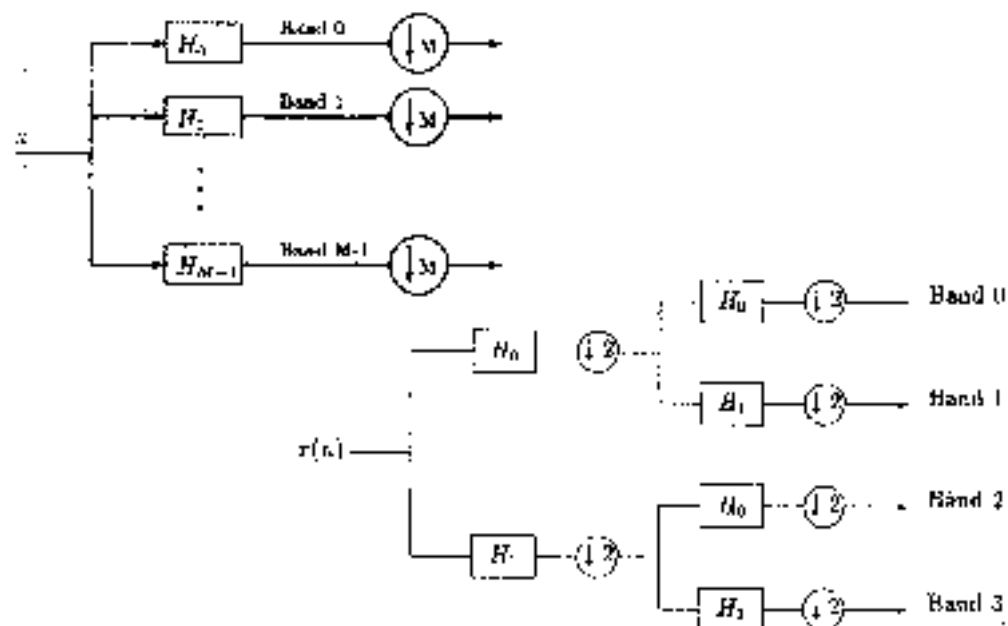 Band 0
H₀ ↓ M
Band 1
H₁ ↓ M
x
Band M-1
H_{M-1} ↓ M
H₀ ↓ 2 Band 0
H₀ ↓ 2
H₁ ↓ 2 Band 1
x(n)
H₀ ↓ 2 Band 2
H₁ ↓ 2
H₁ ↓ 2 Band 3